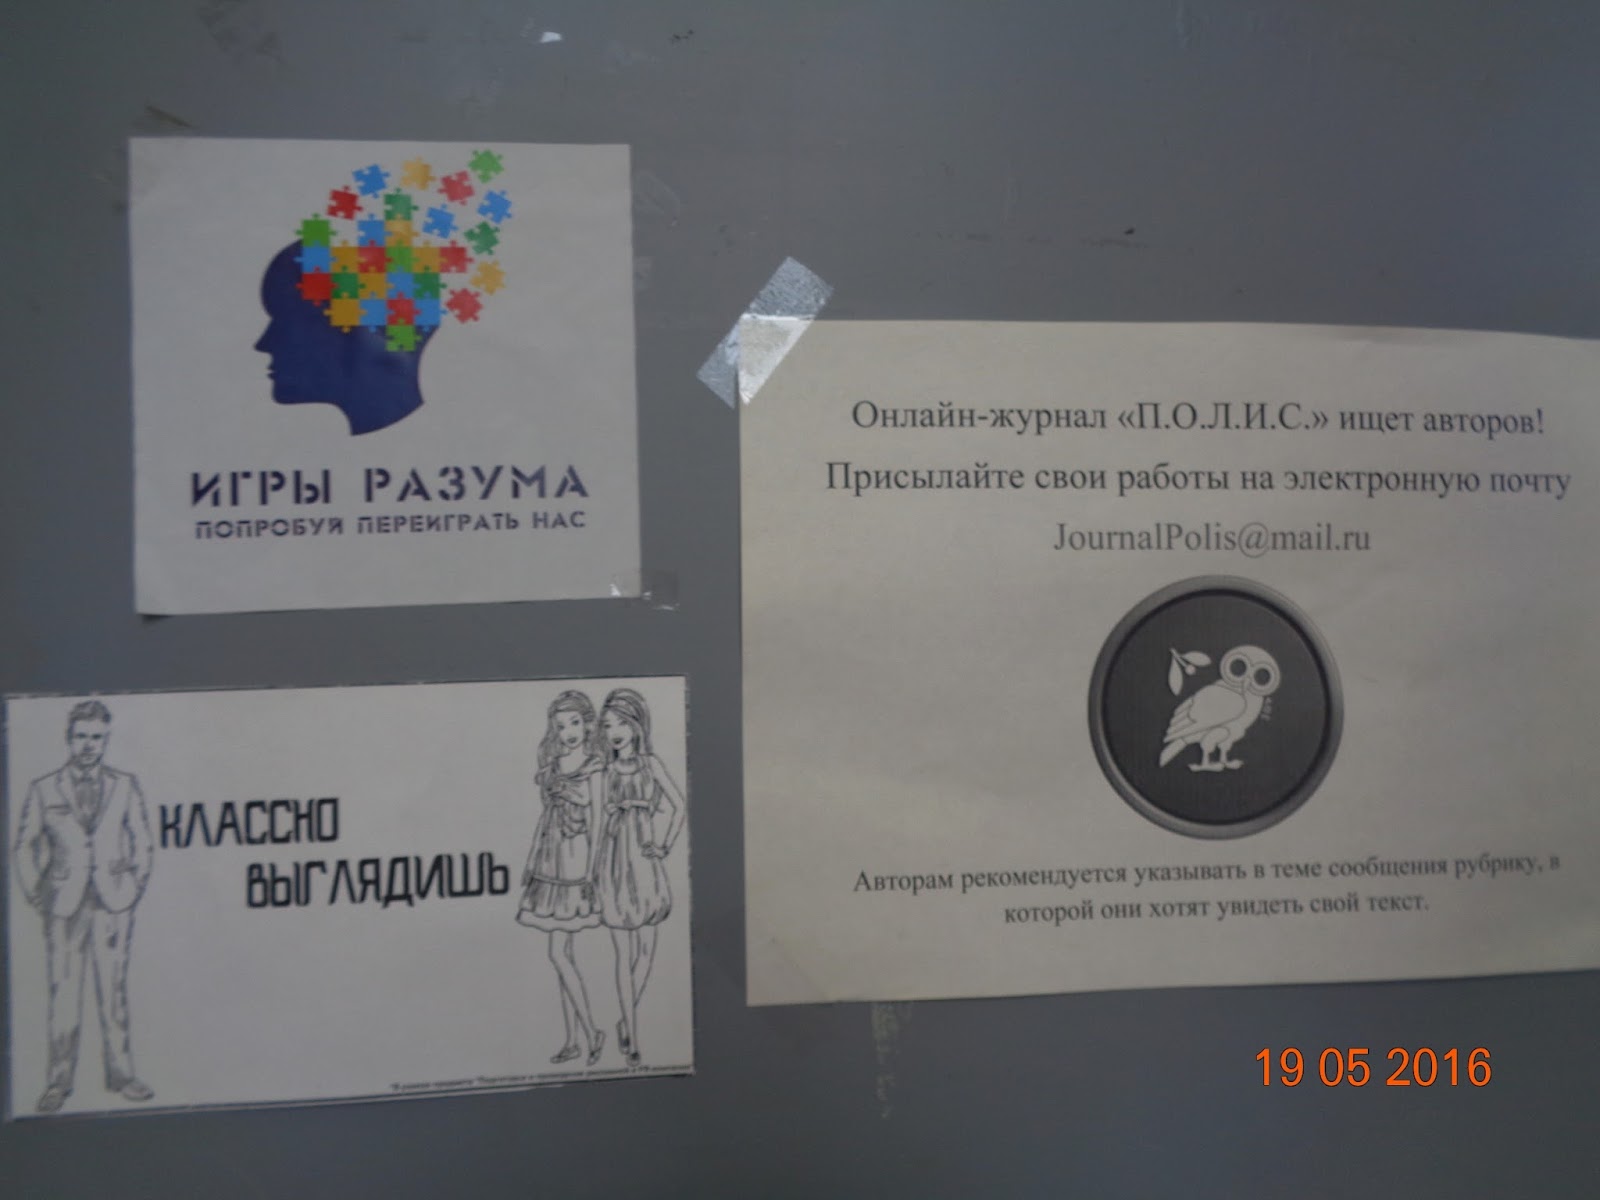 ИГРЫ РАЗУМА
ПОПРОБУЙ ПЕРЕИГРАТЬ НАС
Онлайн-журнал «П.О.Л.И.С.» ищет авторов!
Присылайте свои работы на электронную почту
JournalPolis@mail.ru
Авторам рекомендуется указывать в теме сообщения рубрику, в
которой они хотят увидеть свой текст.
КЛАССНО
ВЫГЛЯДИШЬ
19 05 2016